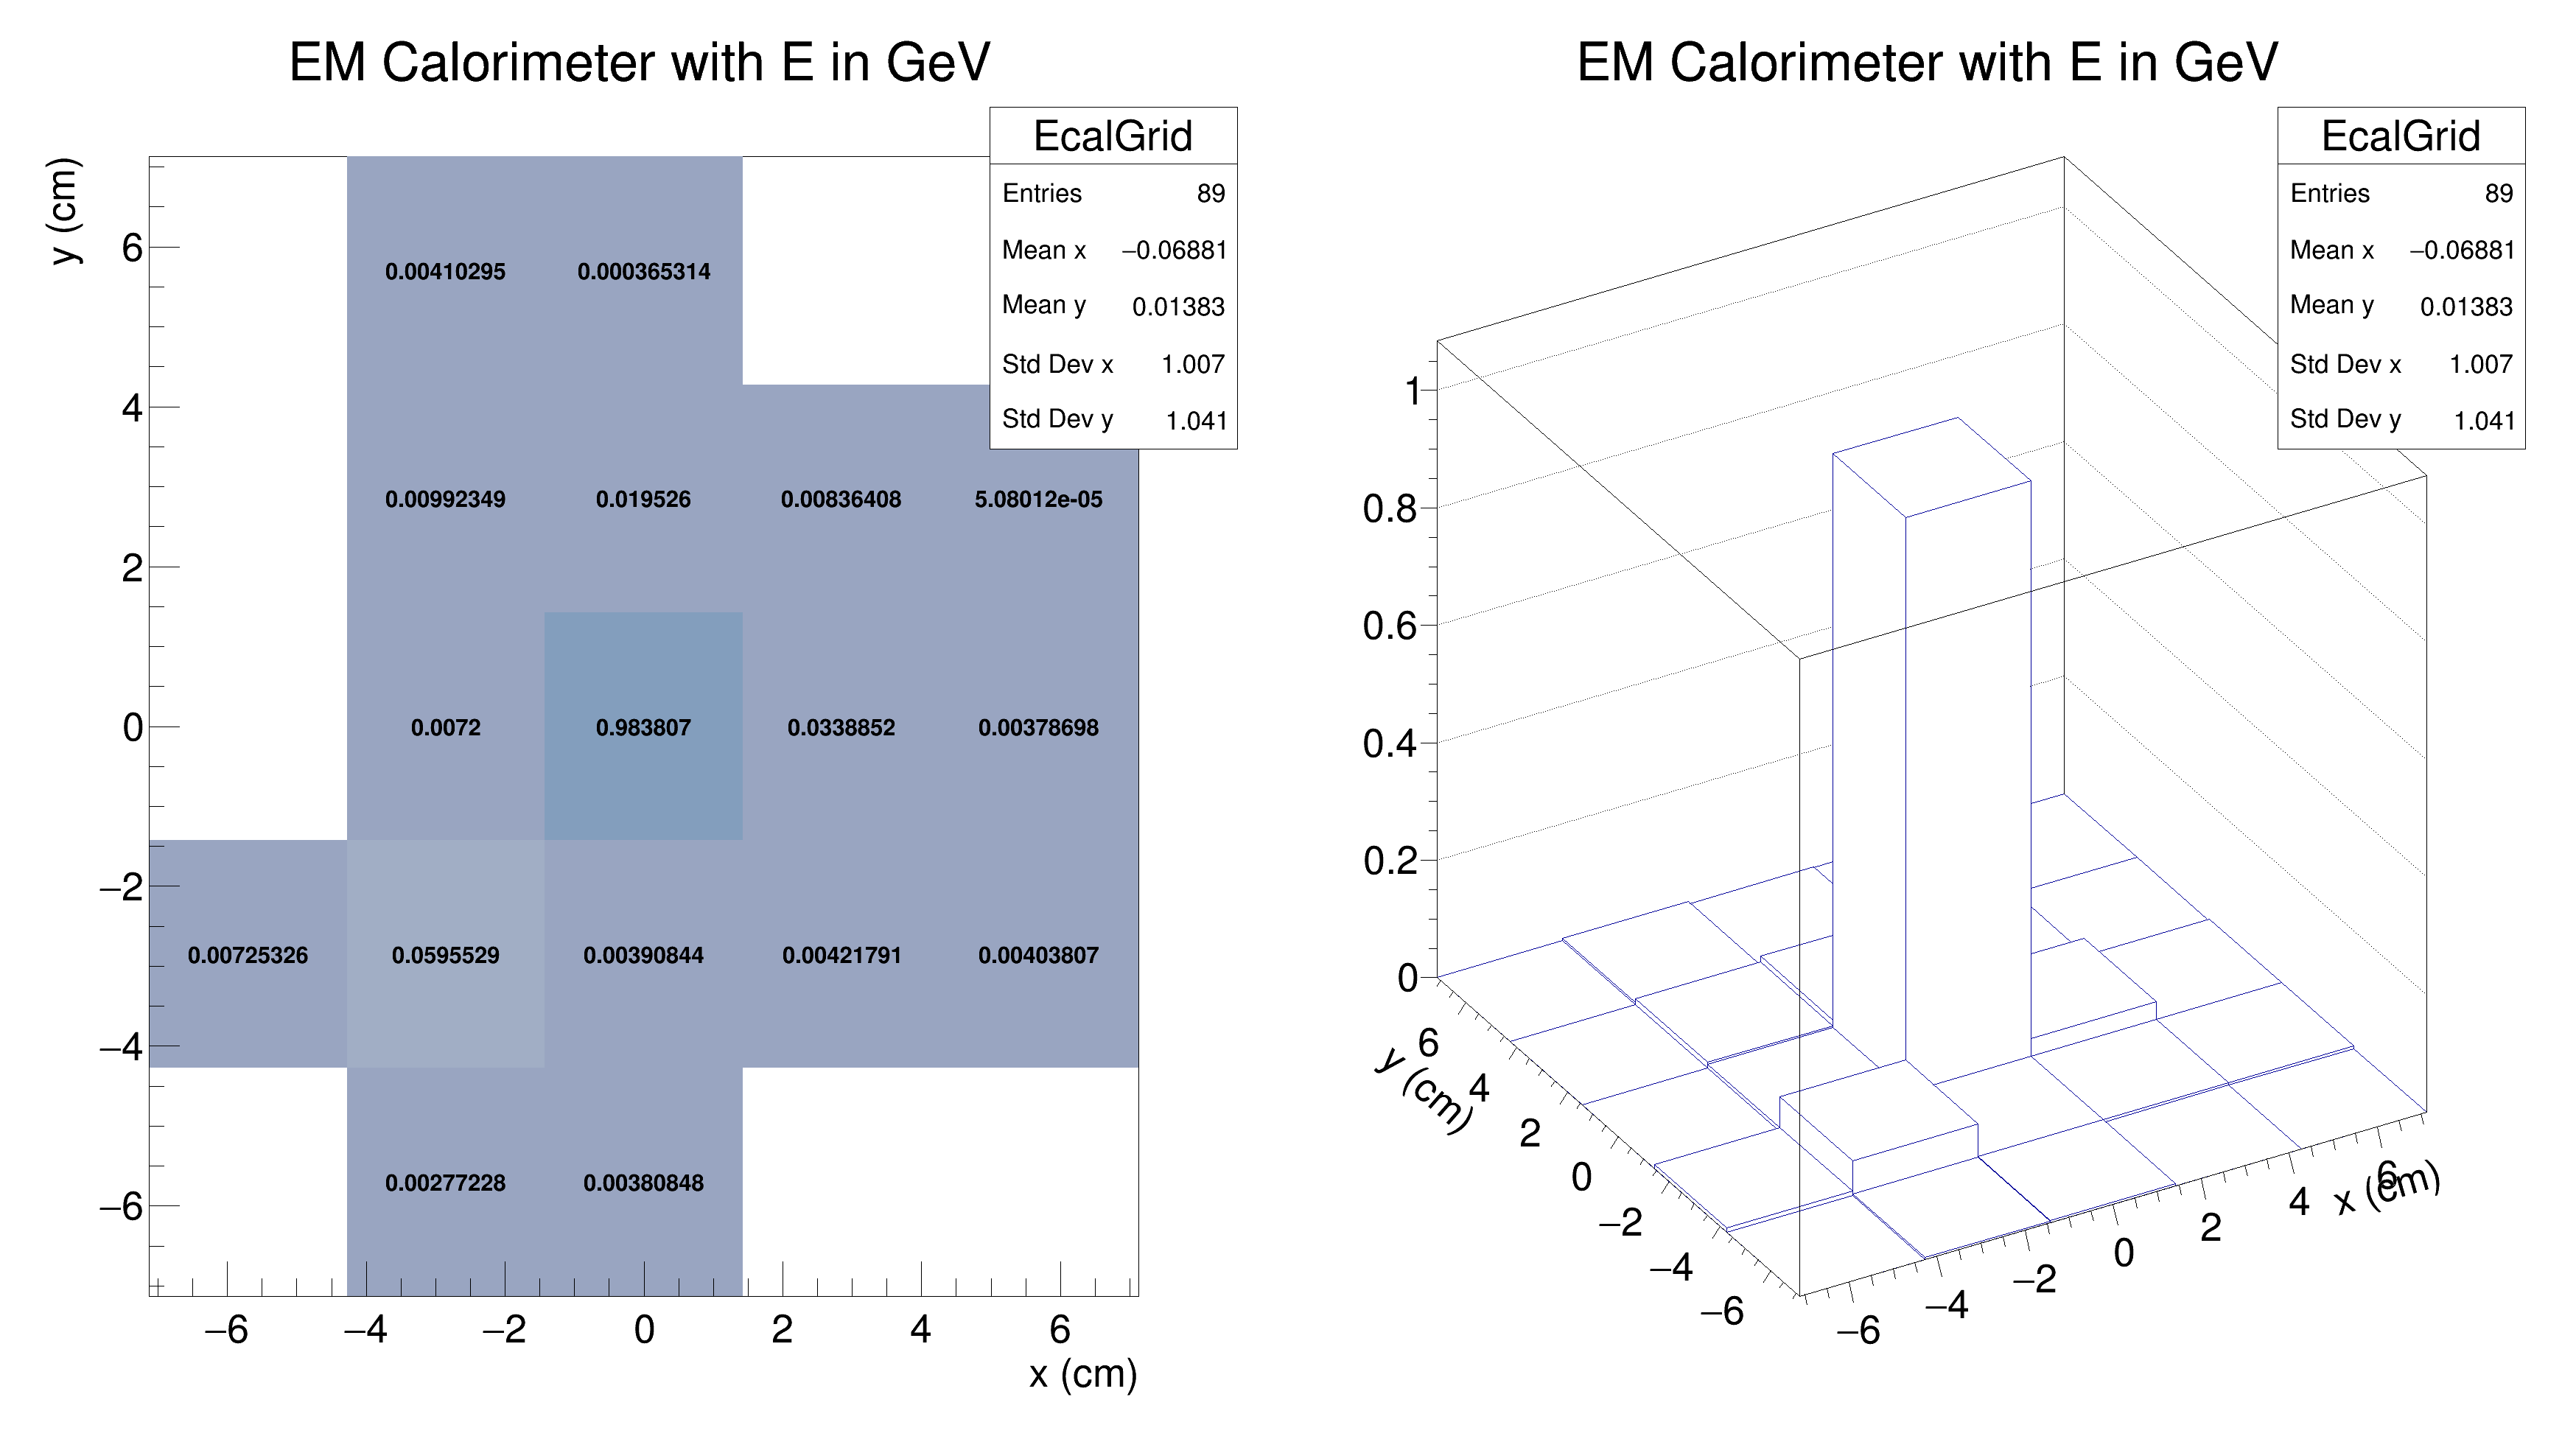 EM Calorimeter with E in GeV
EcalGrid
Entries 89
Mean x −0.06881
Mean y 0.01383
Std Dev x 1.007
Std Dev y 1.041
y (cm)
6
4
2
0
−2
−4
−6
0.00410295 0.000365314
0.00992349 0.019526 0.00836408 5.08012e-05
0.0072 0.983807 0.0338852 0.00378698
0.00725326 0.0595529 0.00390844 0.00421791 0.00403807
0.00277228 0.00380848
−6 −4 −2 0 2 4 6
x (cm)
EM Calorimeter with E in GeV
EcalGrid
Entries 89
Mean x −0.06881
Mean y 0.01383
Std Dev x 1.007
Std Dev y 1.041
1
0.8
0.6
0.4
0.2
0
6
4
2
0
−2
−4
−6
y (cm)
−6 −4 −2 0 2 4 6
x (cm)